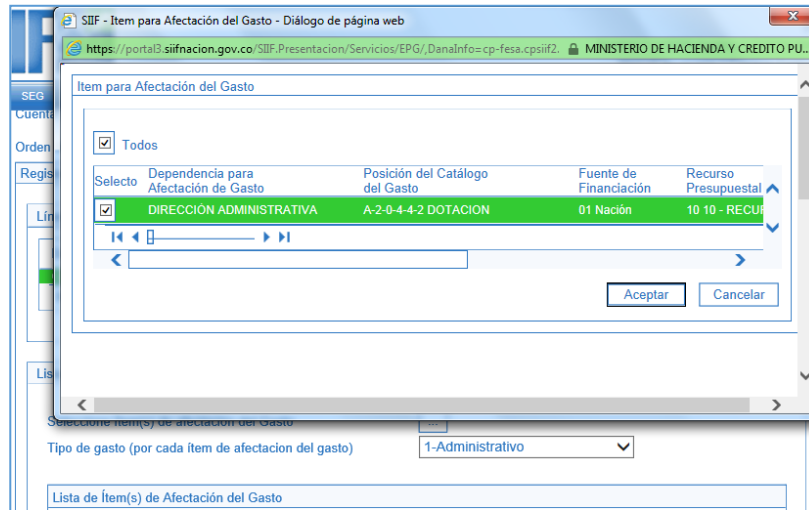 SIIF - Item para Afectación del Gasto - Diálogo de página web
https://portal3.siifnacion.gov.co/SIIF.Presentacion/Servicios/EPG/,DanaInfo=cp-fesa.cpsiif2. MINISTERIO DE HACIENDA Y CREDITO PU...
Item para Afectación del Gasto
SEG
Cuenta
Orden
Regis
Lín
Lis
Todos
Selecto
Dependencia para Afectación de Gasto
Posición del Catálogo del Gasto
Fuente de Financiación
Recurso Presupuestal
DIRECCIÓN ADMINISTRATIVA A-2-0-4-4-2 DOTACION 01 Nación 10 10 - RECUR
Aceptar Cancelar
Seleccione ítem(s) de afectación del Gasto ...
Tipo de gasto (por cada ítem de afectacion del gasto) 1-Administrativo
Lista de Ítem(s) de Afectación del Gasto